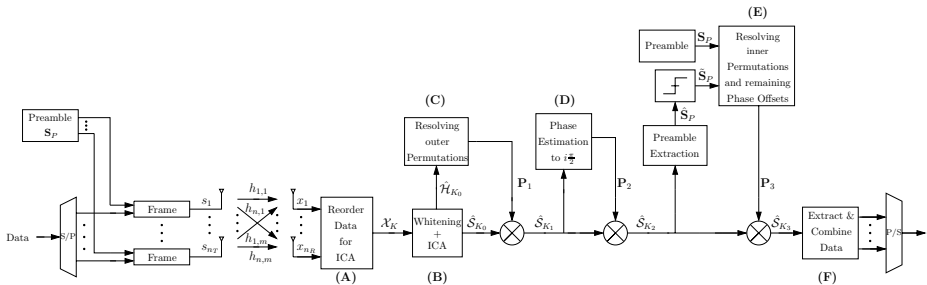 (E)
Preamble
S_P
Resolving
inner
Permutations
and remaining
Phase Offsets
S̃_P
Ŝ_P
(C)
(D)
Preamble
S_P
Resolving
outer
Permutations
Phase
Estimation
to iπ/2
Preamble
Extraction
Ĥ_{K_0}
P_1
P_2
P_3
Data
S/P
Frame
Frame
s_1
s_{n_T}
h_{1,1}
h_{n,1}
h_{1,m}
h_{n,m}
x_1
x_{n_R}
Reorder
Data
for
ICA
(A)
X_K
Whitening
+
ICA
(B)
Ŝ_{K_0}
Ŝ_{K_1}
Ŝ_{K_2}
Ŝ_{K_3}
Extract &
Combine
Data
(F)
P/S